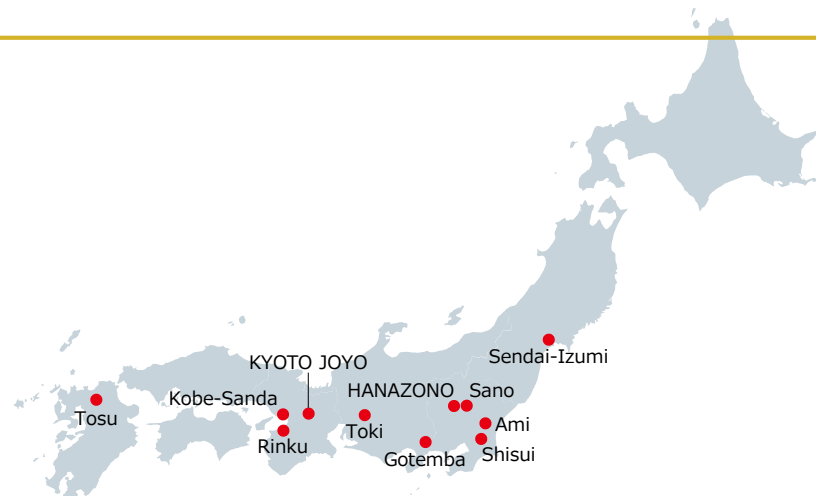 Sendai-Izumi
KYOTO JOYO
HANAZONO
Sano
Kobe-Sanda
Tosu
Toki
Ami
Rinku
Gotemba
Shisui